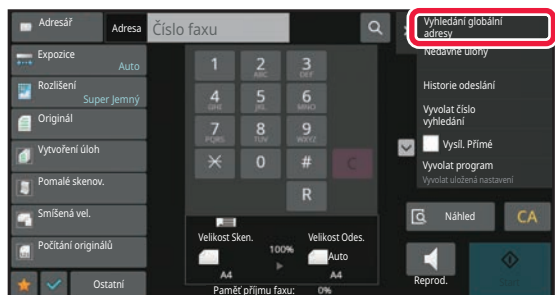 Adresář
Adresa
Číslo faxu
Vyhledání globální
adresy
Expozice
Auto
Rozlišení
Super Jemný
Originál
Vytvoření úloh
Pomalé skenov.
Smíšená vel.
Počítání originálů
Ostatní
1
2
ABC
3
DEF
4
GHI
5
JKL
6
MNO
7
PQRS
8
TUV
9
WXYZ
0
#
C
R
Velikost Sken.
Velikost Odes.
100%
Auto
A4
A4
Paměť příjmu faxu: 0%
Nedávné úlohy
Historie odeslání
Vyvolat číslo
vyhledání
Vysíl. Přímé
Vyvolat program
Vyvolat uložená nastavení
Náhled
CA
Reprod.
Start